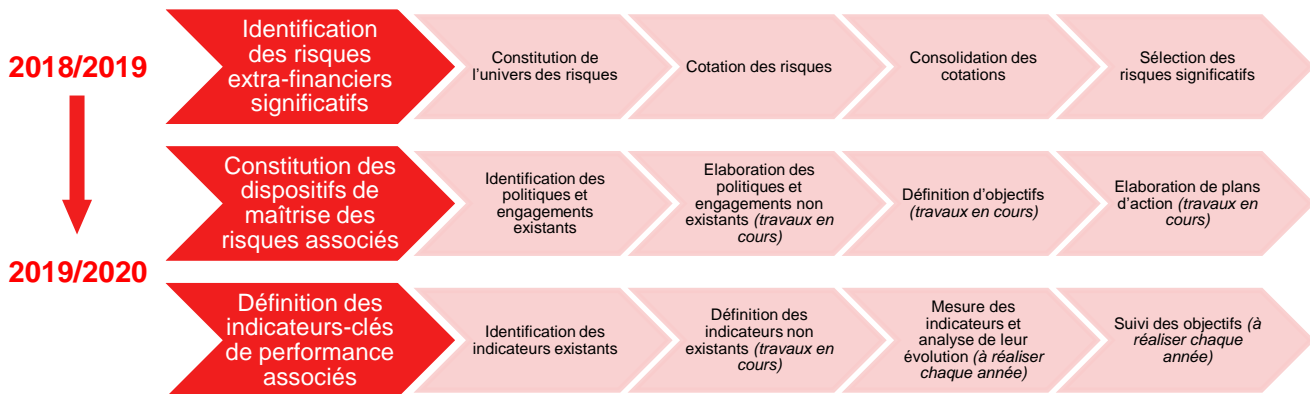 2018/2019
Identification
des risques
extra-financiers
significatifs
Constitution de
l'univers des risques
Cotation des risques
Consolidation des
cotations
Sélection des
risques significatifs
Constitution des
dispositifs de
maîtrise des
risques associés
Identification des
politiques et
engagements
existants
Elaboration des
politiques et
engagements non
existants (travaux en
cours)
Définition d'objectifs
(travaux en cours)
Elaboration de plans
d'action (travaux en
cours)
2019/2020
Définition des
indicateurs-clés
de performance
associés
Identification des
indicateurs existants
Définition des
indicateurs non
existants (travaux en
cours)
Mesure des
indicateurs et
analyse de leur
évolution (à réaliser
chaque année)
Suivi des objectifs (à
réaliser chaque
année)